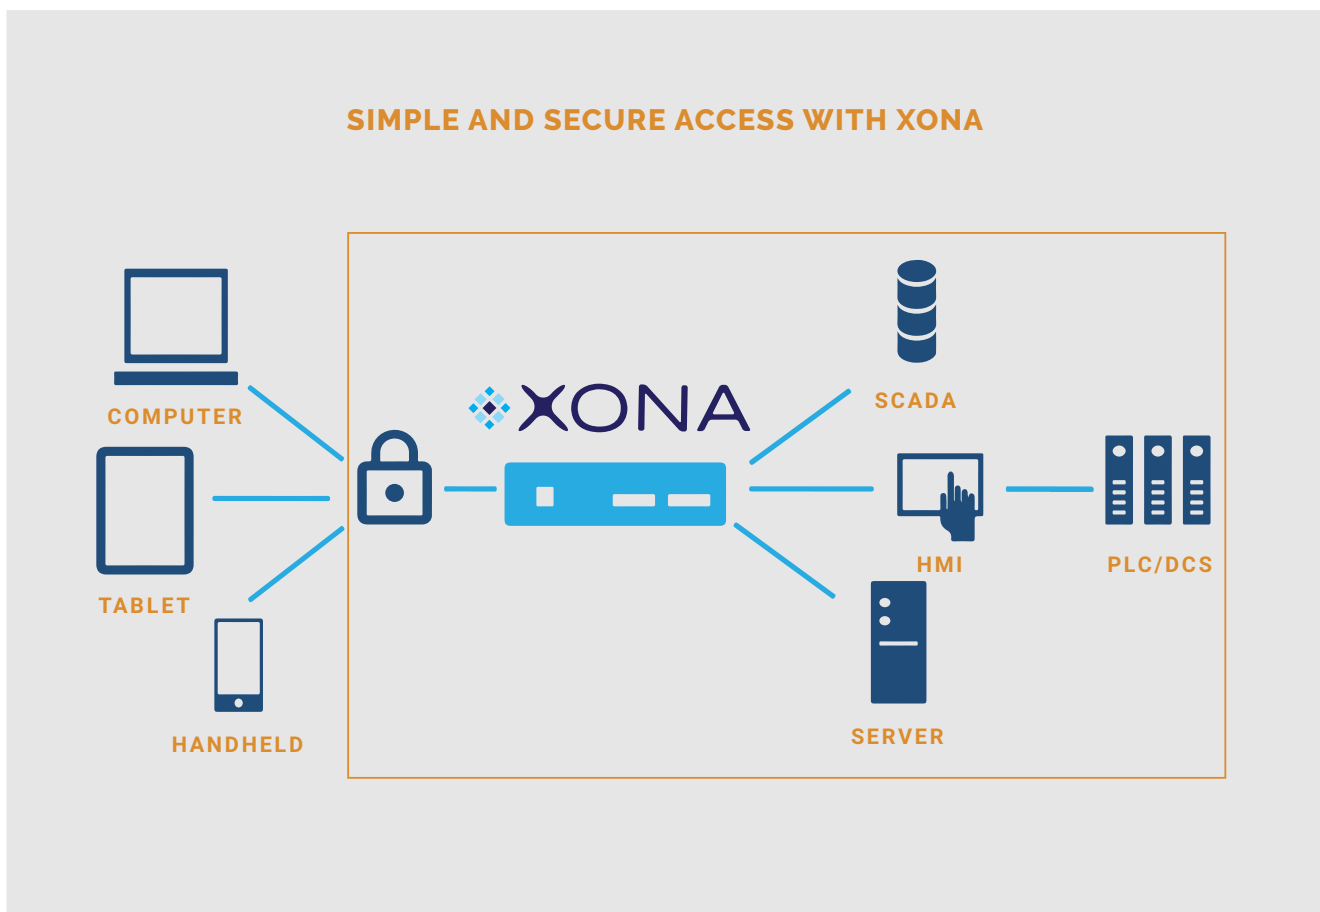 SIMPLE AND SECURE ACCESS WITH XONA
COMPUTER
TABLET
HANDHELD
XONA
SCADA
HMI
PLC/DCS
SERVER